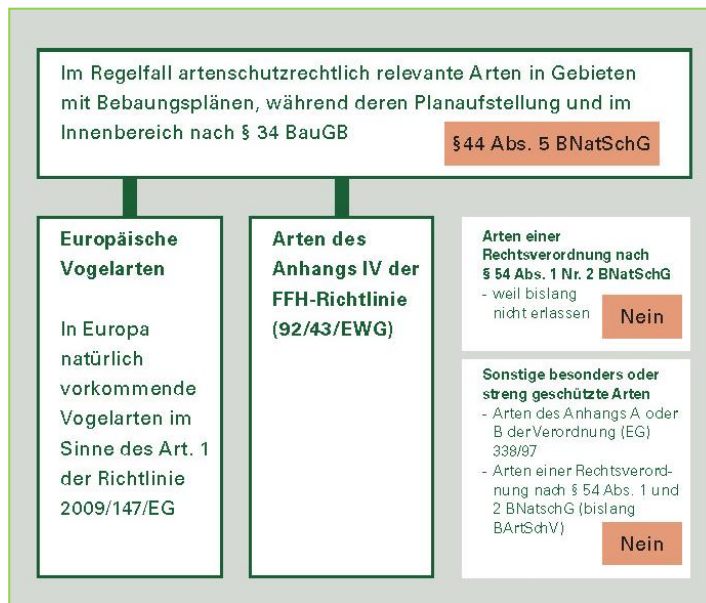 Im Regelfall artenschutzrechtlich relevante Arten in Gebieten
mit Bebaungsplänen, während deren Planaufstellung und im
Innenbereich nach § 34 BauGB
§44 Abs. 5 BNatSchG
Europäische
Vogelarten
In Europa
natürlich
vorkommende
Vogelarten im
Sinne des Art. 1
der Richtlinie
2009/147/EG
Arten des
Anhangs IV der
FFH-Richtlinie
(92/43/EWG)
Arten einer
Rechtsverordnung nach
§ 54 Abs. 1 Nr. 2 BNatSchG
- weil bislang
nicht erlassen
Nein
Sonstige besonders oder
streng geschützte Arten
- Arten des Anhangs A oder
B der Verordnung (EG)
338/97
- Arten einer Rechtsverord-
nung nach § 54 Abs. 1 und
2 BNatschG (bislang
BArtSchV)
Nein